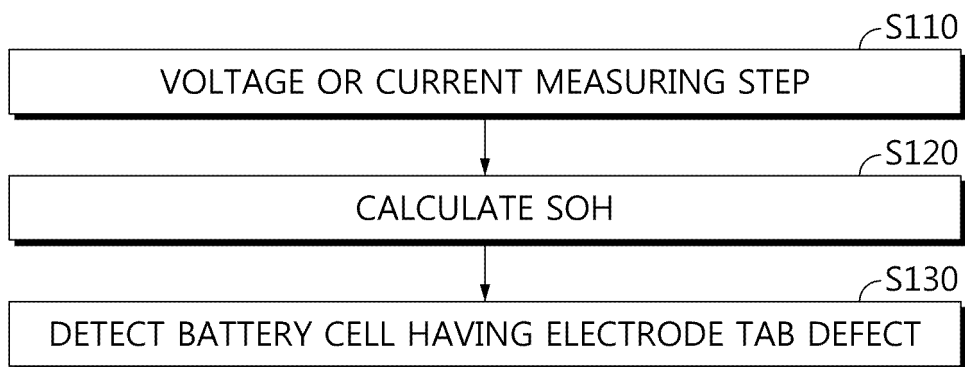 S110
VOLTAGE OR CURRENT MEASURING STEP
S120
CALCULATE SOH
S130
DETECT BATTERY CELL HAVING ELECTRODE TAB DEFECT